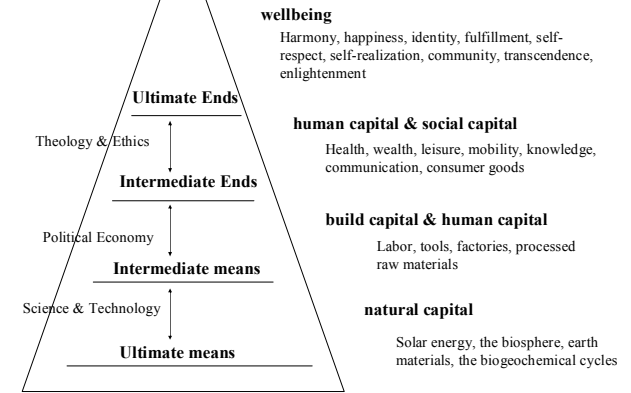 wellbeing
Harmony, happiness, identity, fulfillment, self-
respect, self-realization, community, transcendence,
enlightenment
Ultimate Ends
human capital & social capital
Theology & Ethics
Health, wealth, leisure, mobility, knowledge,
communication, consumer goods
Intermediate Ends
build capital & human capital
Political Economy
Labor, tools, factories, processed
raw materials
Intermediate means
Science & Technology
natural capital
Solar energy, the biosphere, earth
materials, the biogeochemical cycles
Ultimate means